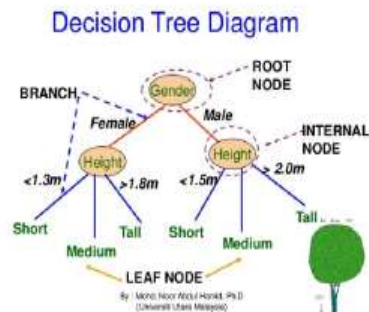 Decision Tree Diagram
ROOT
NODE
BRANCH
Gender
Female
Male
INTERNAL
NODE
Height
Height
<1.3m
>1.8m
<1.5m
> 2.0m
Short
Medium
Tall
Short
Medium
Tall
LEAF NODE
By : Mohd. Noor Abdul Hamid, Ph.D
(Universiti Utara Malaysia)